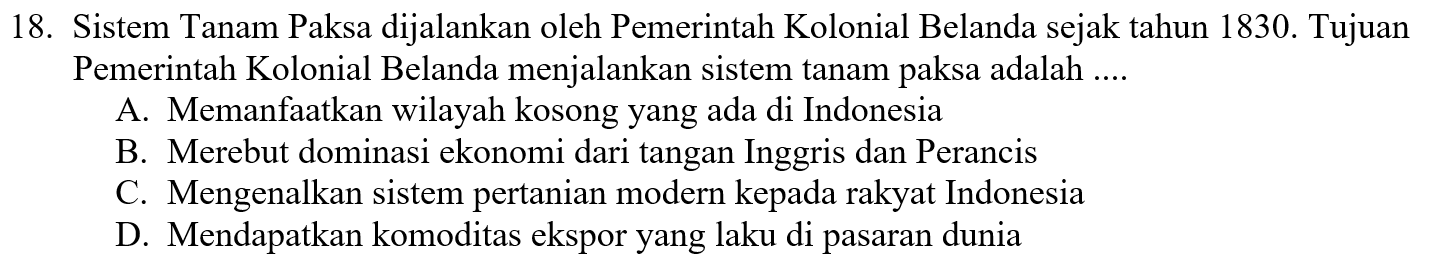 18. Sistem Tanam Paksa dijalankan oleh Pemerintah Kolonial Belanda sejak tahun 1830. Tujuan
Pemerintah Kolonial Belanda menjalankan sistem tanam paksa adalah ....
A. Memanfaatkan wilayah kosong yang ada di Indonesia
B. Merebut dominasi ekonomi dari tangan Inggris dan Perancis
C. Mengenalkan sistem pertanian modern kepada rakyat Indonesia
D. Mendapatkan komoditas ekspor yang laku di pasaran dunia